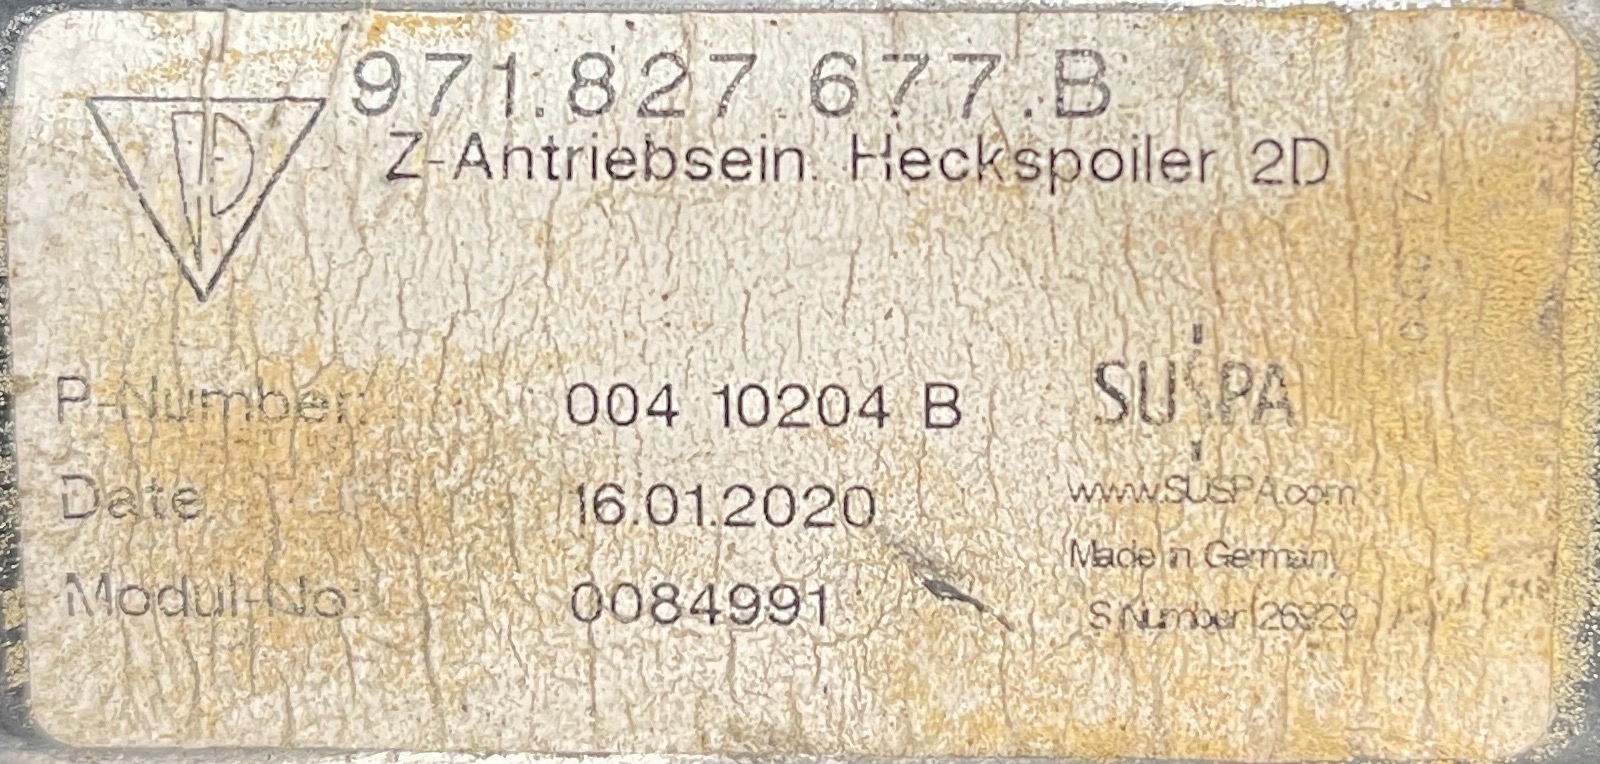 971.827.677.B
Z-Antriebsein. Heckspoiler 2D
P-Number: 004 10204 B
Date 16.01.2020
Modul-No: 0084991
SUSPA
www.SUSPA.com
Made in Germany
S Number 26929